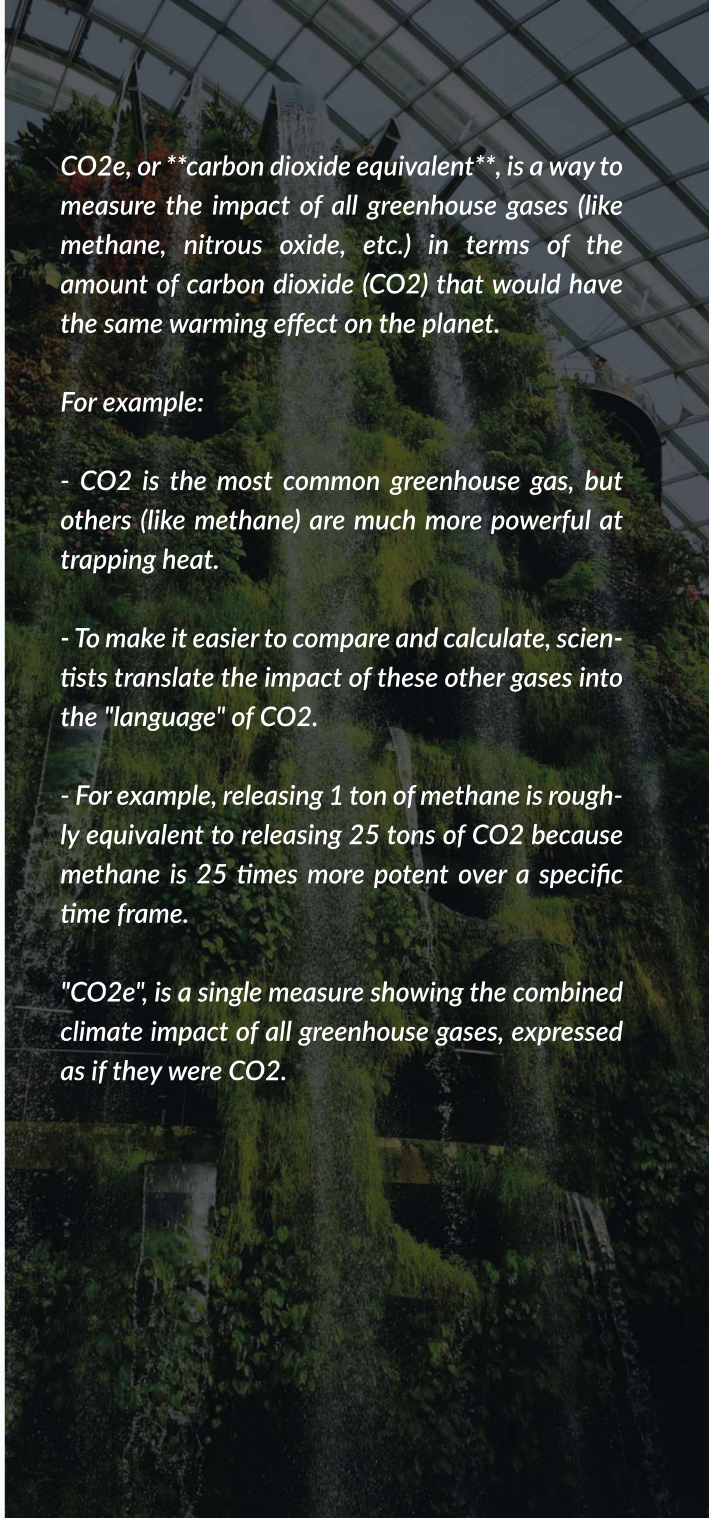 CO2e, or **carbon dioxide equivalent**, is a way to
measure the impact of all greenhouse gases (like
methane, nitrous oxide, etc.) in terms of the
amount of carbon dioxide (CO2) that would have
the same warming effect on the planet.
For example:
- CO2 is the most common greenhouse gas, but
others (like methane) are much more powerful at
trapping heat.
- To make it easier to compare and calculate, scien-
tists translate the impact of these other gases into
the "language" of CO2.
- For example, releasing 1 ton of methane is rough-
ly equivalent to releasing 25 tons of CO2 because
methane is 25 times more potent over a specific
time frame.
"CO2e", is a single measure showing the combined
climate impact of all greenhouse gases, expressed
as if they were CO2.